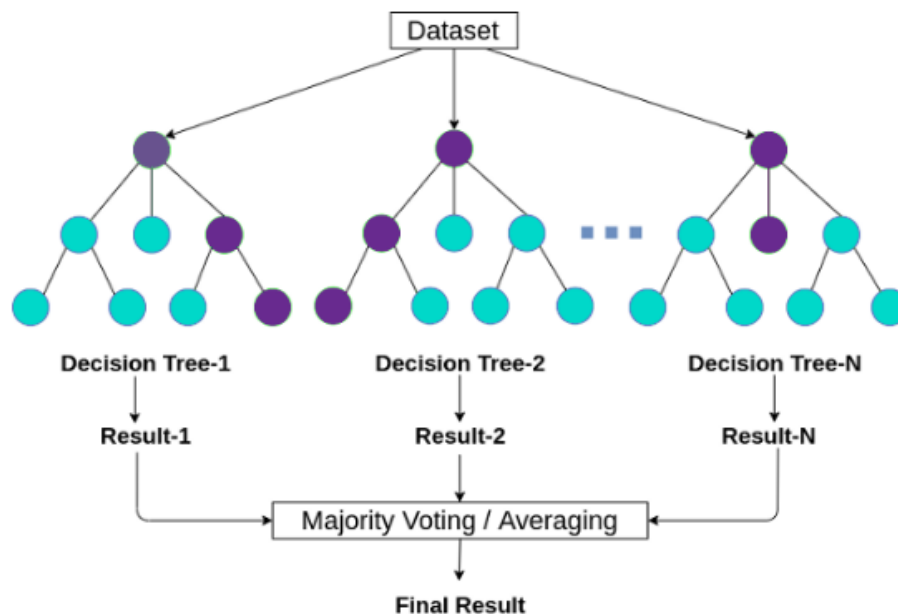 Dataset
Decision Tree-1
Decision Tree-2
Decision Tree-N
Result-1
Result-2
Result-N
Majority Voting / Averaging
Final Result